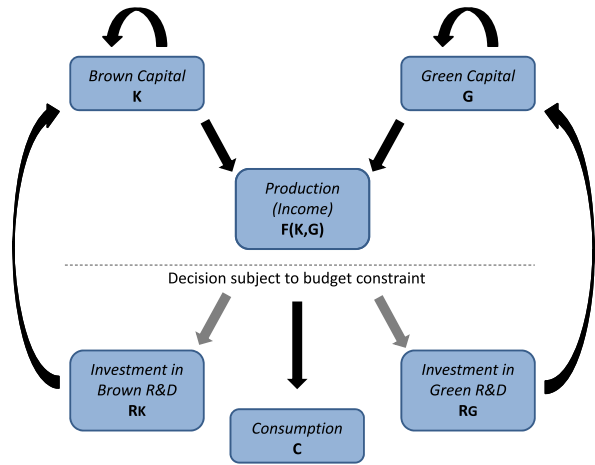 Brown Capital
K
Green Capital
G
Production
(Income)
F(K,G)
Decision subject to budget constraint
Investment in
Brown R&D
RK
Investment in
Green R&D
RG
Consumption
C